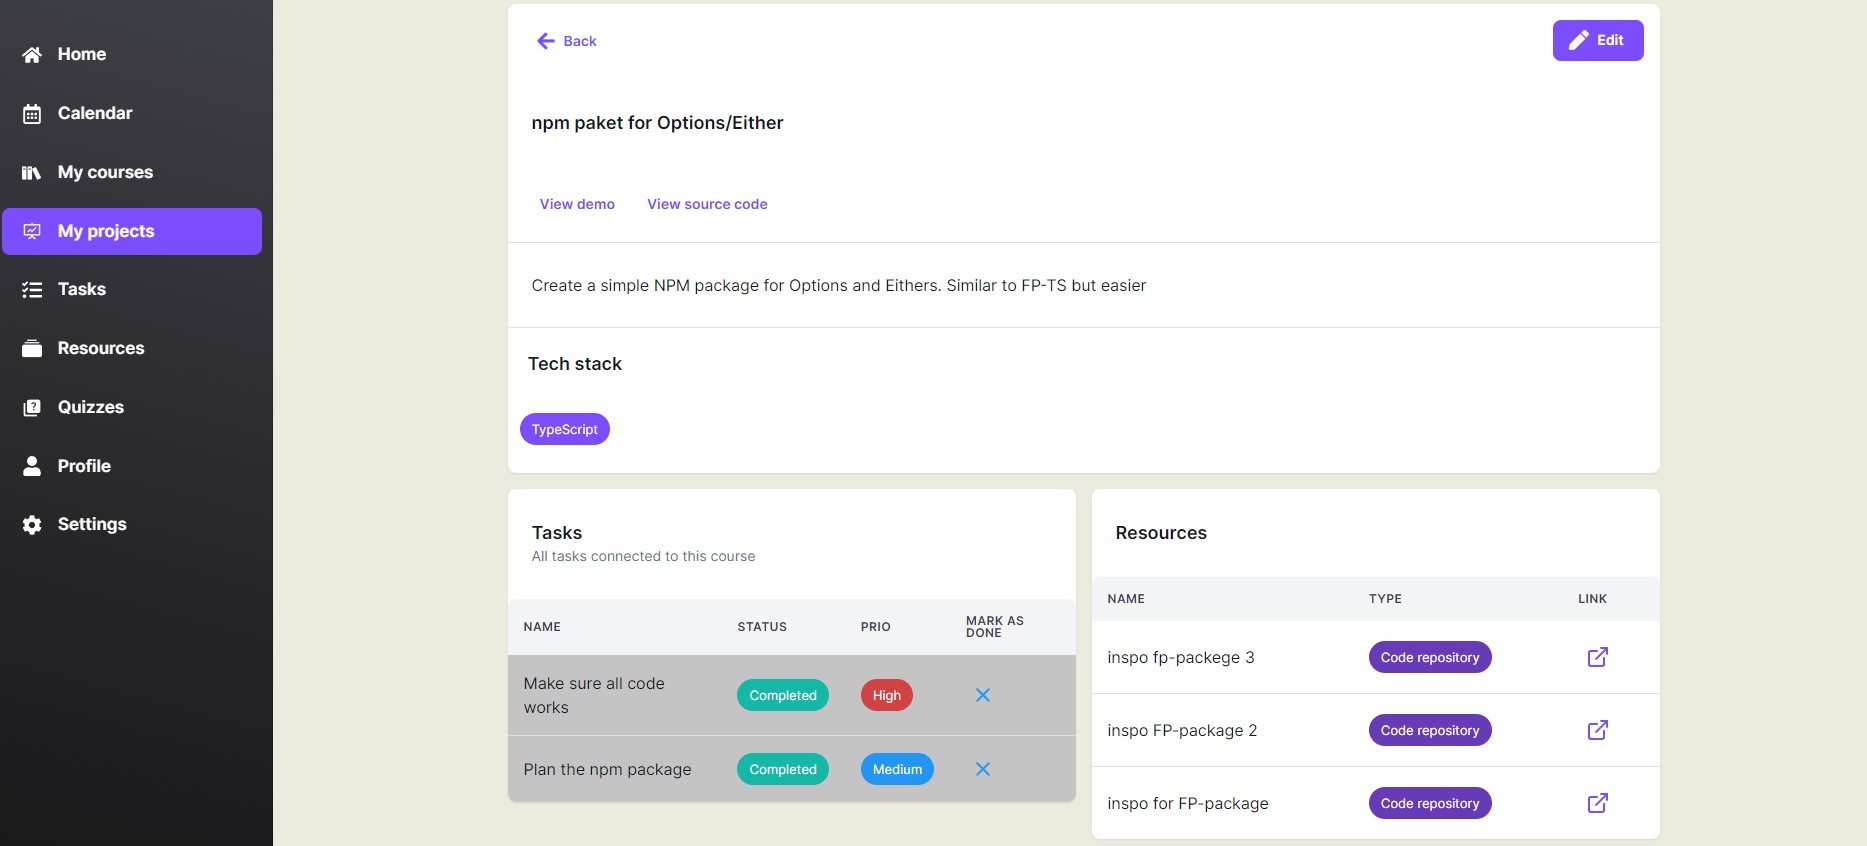 Home
Calendar
My courses
My projects
Tasks
Resources
Quizzes
Profile
Settings
Back
Edit
npm paket for Options/Either
View demo
View source code
Create a simple NPM package for Options and Eithers. Similar to FP-TS but easier
Tech stack
TypeScript
Tasks
All tasks connected to this course
NAME STATUS PRIO MARK AS
DONE
Make sure all code
works
Completed High
Plan the npm package Completed Medium
Resources
NAME TYPE LINK
inspo fp-packege 3 Code repository
inspo FP-package 2 Code repository
inspo for FP-package Code repository